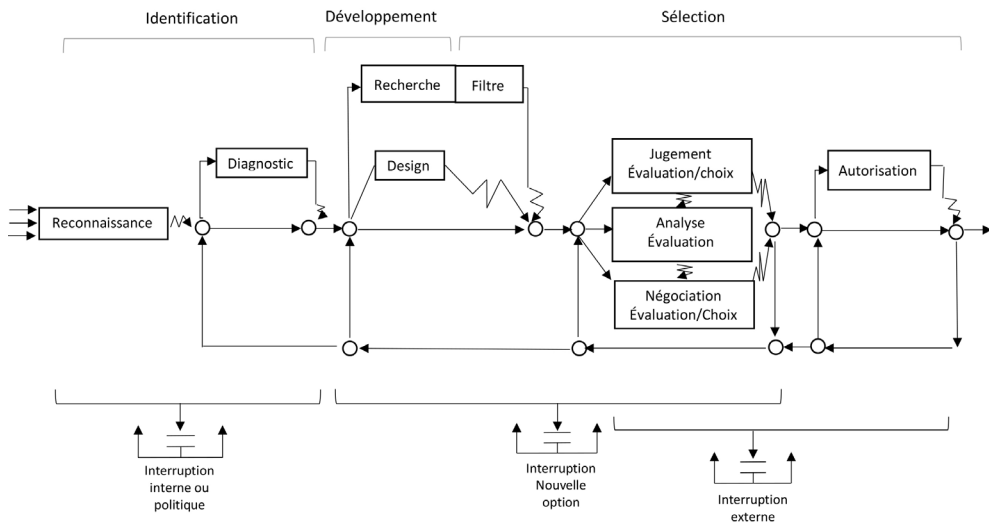 Identification
Développement
Sélection
Recherche
Filtre
Diagnostic
Design
Jugement
Évaluation/choix
Autorisation
Reconnaissance
Analyse
Évaluation
Négociation
Évaluation/Choix
Interruption
interne ou
politique
Interruption
Nouvelle
option
Interruption
externe